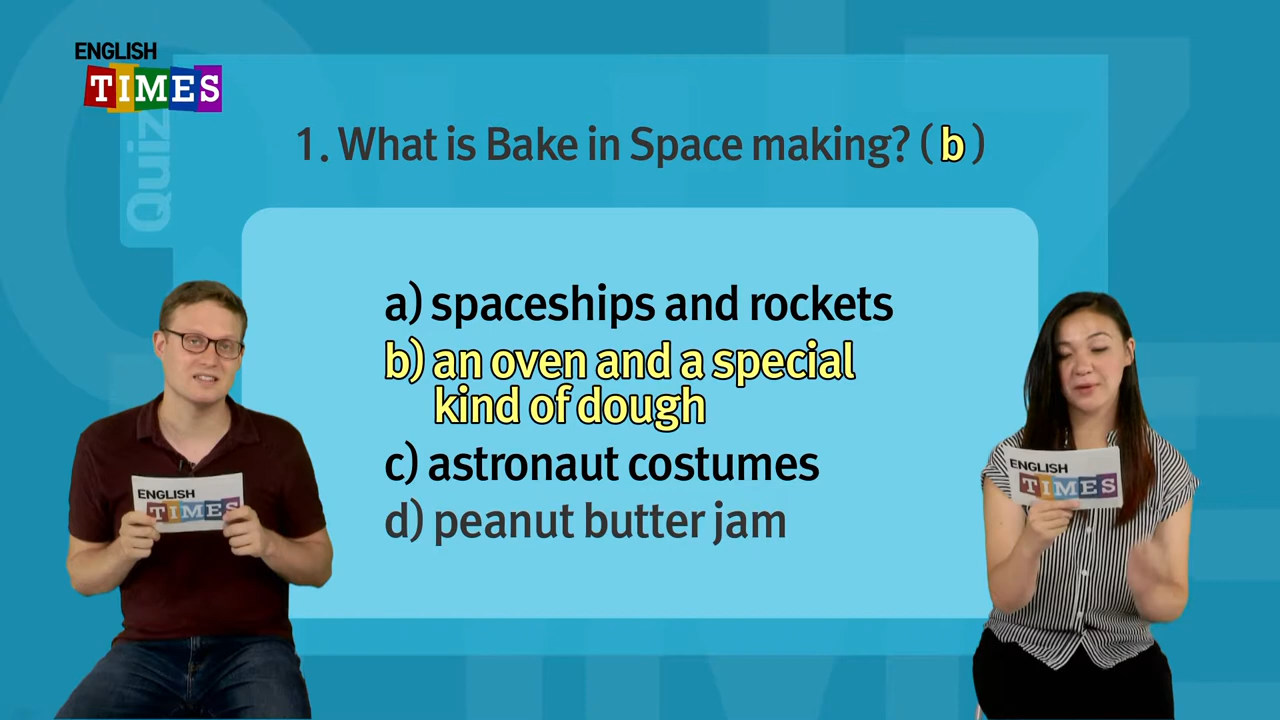 ENGLISH
TIMES
Quiz
1. What is Bake in Space making? ( b )
a) spaceships and rockets
b) an oven and a special
kind of dough
c) astronaut costumes
d) peanut butter jam
ENGLISH
TIMES
ENGLISH
TIMES